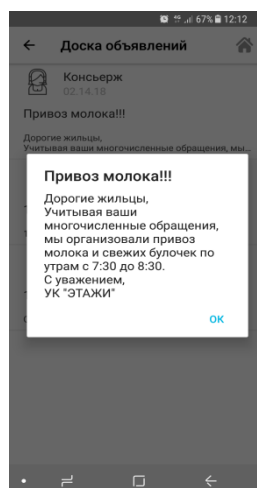 67% 12:12
Доска объявлений
Консьерж
02.14.18
Привоз молока!!!
Дорогие жильцы,
Учитывая ваши многочисленные обращения, мы...
Привоз молока!!!
Дорогие жильцы,
Учитывая ваши
многочисленные обращения,
мы организовали привоз
молока и свежих булочек по
утрам с 7:30 до 8:30.
С уважением,
УК "ЭТАЖИ"
ОК